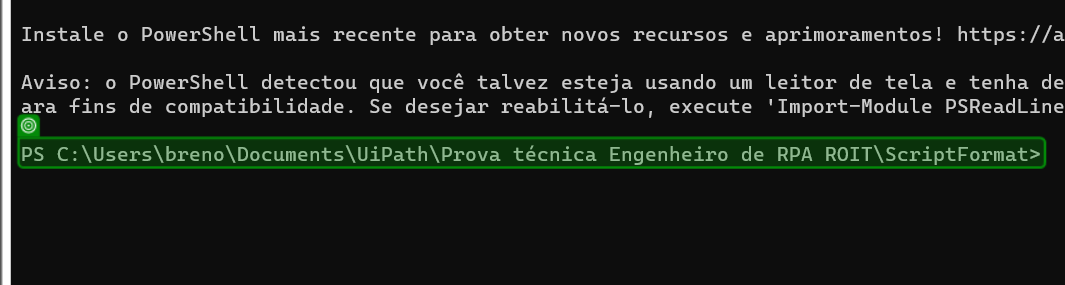 Instale o PowerShell mais recente para obter novos recursos e aprimoramentos! https://a
Aviso: o PowerShell detectou que você talvez esteja usando um leitor de tela e tenha de
ara fins de compatibilidade. Se desejar reabilitá-lo, execute 'Import-Module PSReadLine
PS C:\Users\breno\Documents\UiPath\Prova técnica Engenheiro de RPA ROIT\ScriptFormat>